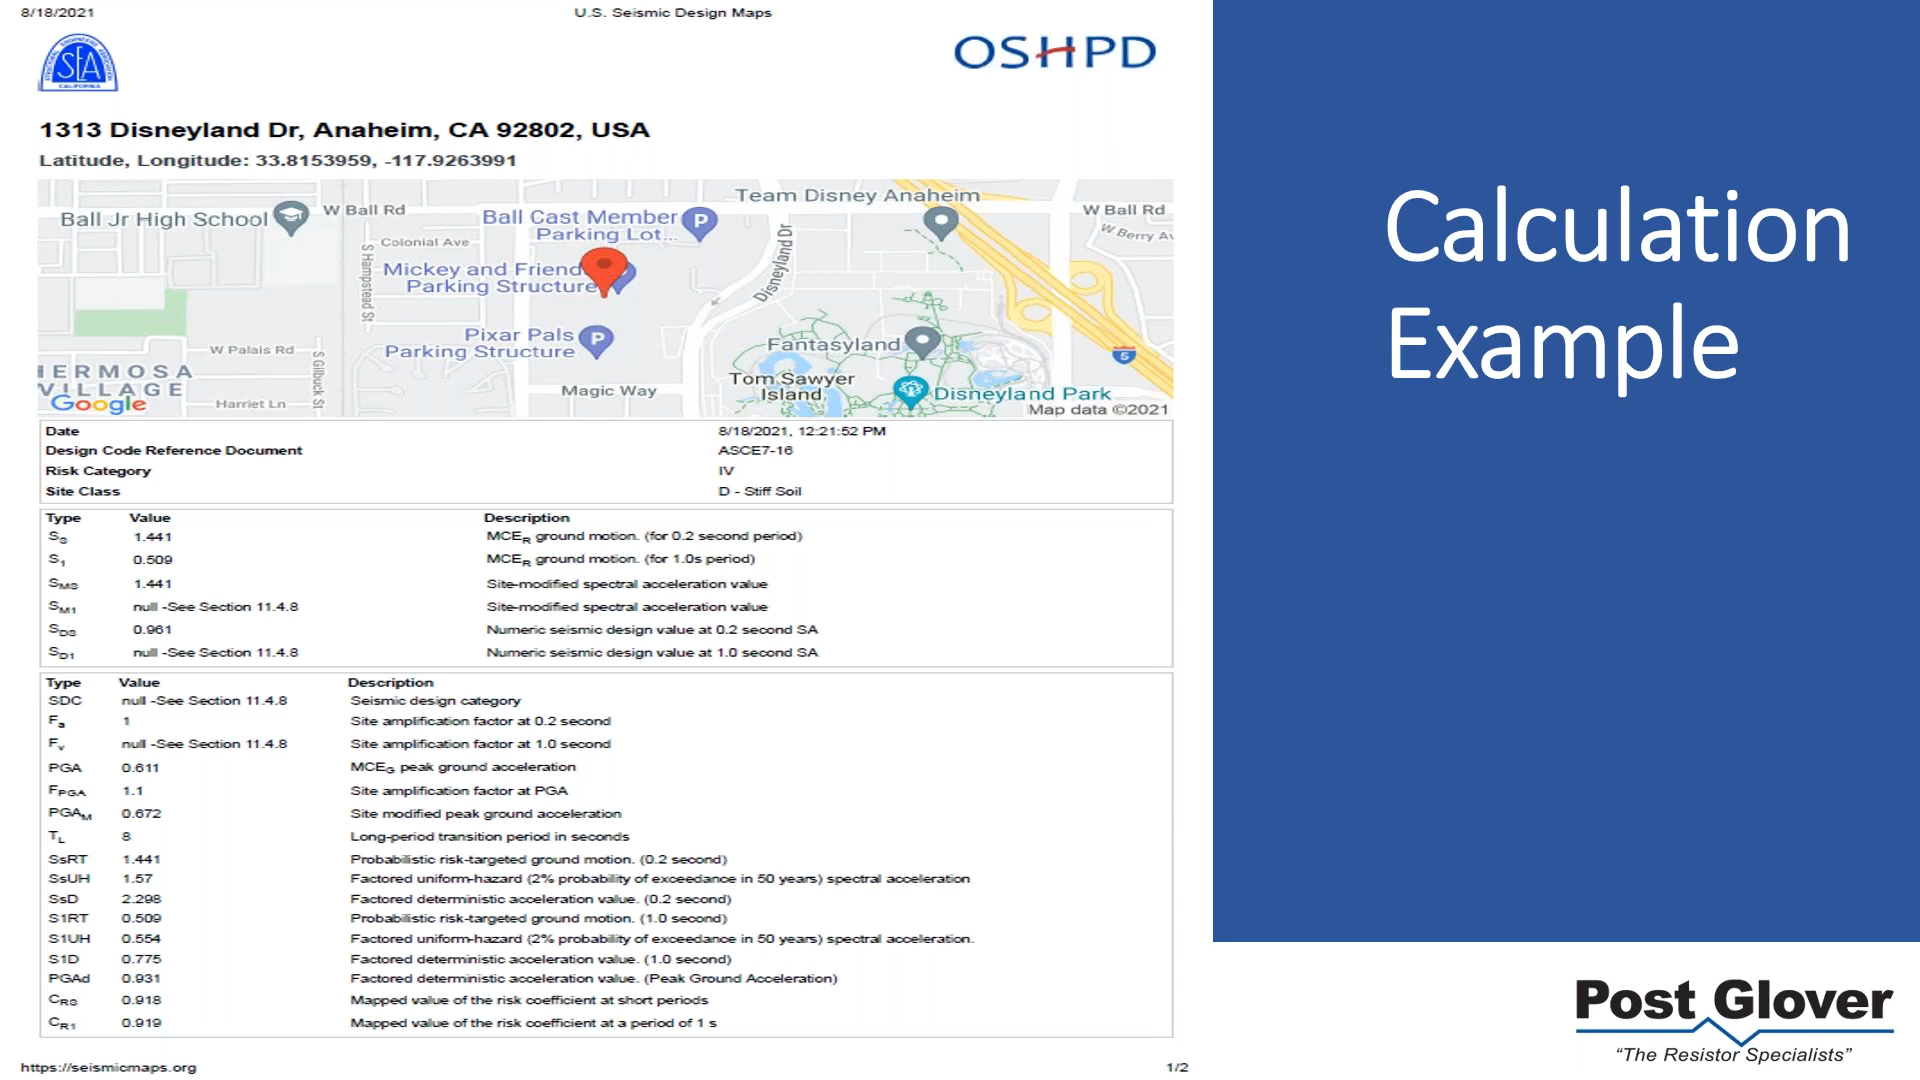 8/18/2021 U.S. Seismic Design Maps
SEA
CALIFORNIA
OSHPD
1313 Disneyland Dr, Anaheim, CA 92802, USA
Latitude, Longitude: 33.8153959, -117.9263991
Team Disney Anaheim
Ball Jr High School
W Ball Rd
Ball Cast Member
Parking Lot...
W Ball Rd
W Berry Av
Colonial Ave
S Hampstead St
Disneyland Dr
Mickey and Friend
Parking Structure
Pixar Pals
Parking Structure
W Palais Rd
S Gilbuck St
Fantasyland
5
HERMOSA
VILLAGE
Tom Sawyer
Island
Magic Way
Disneyland Park
Google
Harriet Ln
Map data ©2021
Date 8/18/2021, 12:21:52 PM
Design Code Reference Document ASCE7-16
Risk Category IV
Site Class D - Stiff Soil
Type Value Description
SS 1.441 MCER ground motion. (for 0.2 second period)
S1 0.509 MCER ground motion. (for 1.0s period)
SMS 1.441 Site-modified spectral acceleration value
SM1 null -See Section 11.4.8 Site-modified spectral acceleration value
SDS 0.961 Numeric seismic design value at 0.2 second SA
SD1 null -See Section 11.4.8 Numeric seismic design value at 1.0 second SA
Type Value Description
SDC null -See Section 11.4.8 Seismic design category
Fa 1 Site amplification factor at 0.2 second
Fv null -See Section 11.4.8 Site amplification factor at 1.0 second
PGA 0.611 MCEG peak ground acceleration
FPGA 1.1 Site amplification factor at PGA
PGAM 0.672 Site modified peak ground acceleration
TL 8 Long-period transition period in seconds
SsRT 1.441 Probabilistic risk-targeted ground motion. (0.2 second)
SsUH 1.57 Factored uniform-hazard (2% probability of exceedance in 50 years) spectral acceleration
SsD 2.298 Factored deterministic acceleration value. (0.2 second)
S1RT 0.509 Probabilistic risk-targeted ground motion. (1.0 second)
S1UH 0.554 Factored uniform-hazard (2% probability of exceedance in 50 years) spectral acceleration.
S1D 0.775 Factored deterministic acceleration value. (1.0 second)
PGAd 0.931 Factored deterministic acceleration value. (Peak Ground Acceleration)
CRS 0.918 Mapped value of the risk coefficient at short periods
CR1 0.919 Mapped value of the risk coefficient at a period of 1 s
https://seismicmaps.org 1/2
Calculation
Example
Post Glover
“The Resistor Specialists”